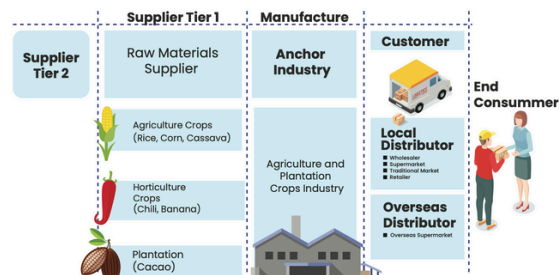 Supplier Tier 1
Manufacture
Supplier
Tier 2
Raw Materials
Supplier
Anchor
Industry
Customer
End
Consummer
Agriculture Crops
(Rice, Corn, Cassava)
Local
Distributor
Wholesaler
Supermarket
Traditional Market
Retailer
Agriculture and
Plantation
Crops Industry
Horticulture
Crops
(Chili, Banana)
Overseas
Distributor
Overseas Supermarket
Plantation
(Cacao)